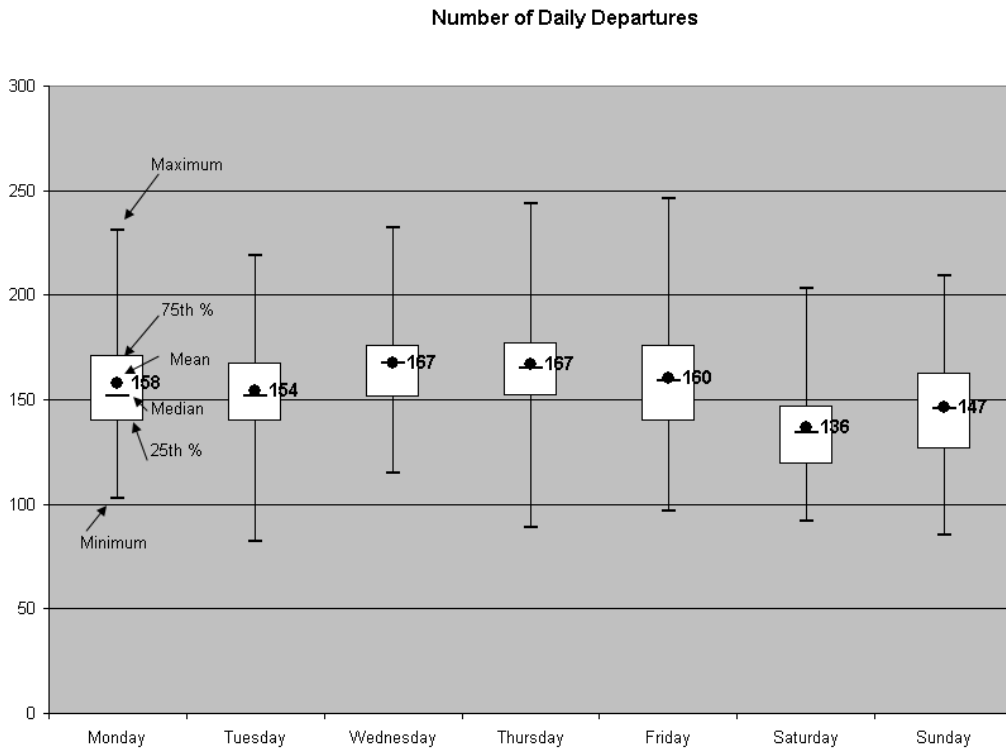 Number of Daily Departures
300
250
200
150
100
50
0
Maximum
75th %
Mean
158
Median
25th %
Minimum
154
167
167
160
136
147
Monday
Tuesday
Wednesday
Thursday
Friday
Saturday
Sunday